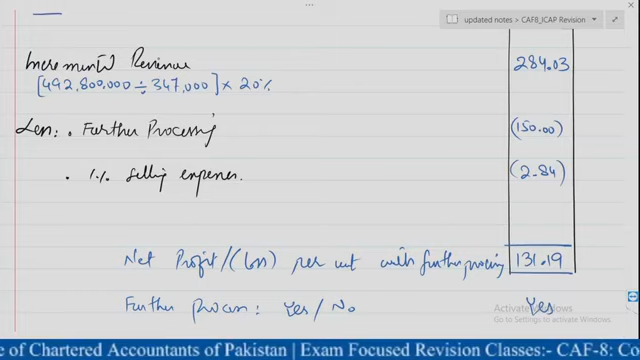 updated notes > CAF8_ICAP Revision
Incremental Revenue 284.03
[492,800,000 ÷ 347,000] × 20%
Less: • Further Processing (150.00)
• 1% Selling expenses. (2.84)
Net Profit/(Loss) per unit with further processing 131.19
Further process: Yes/No Yes
Activate Windows
Go to Settings to activate Windows.
e of Chartered Accountants of Pakistan | Exam Focused Revision Classes:- CAF-8: Co